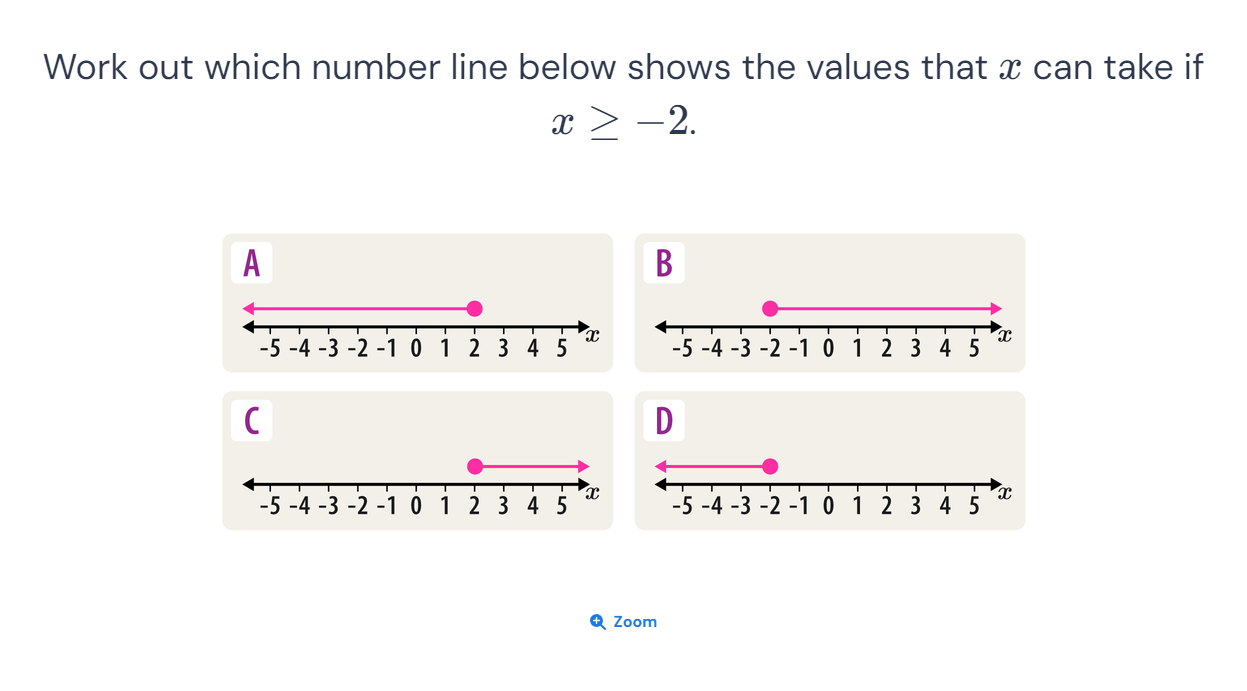 Work out which number line below shows the values that x can take if
x ≥ −2.
A
B
x
-5 -4 -3 -2 -1 0 1 2 3 4 5
x
-5 -4 -3 -2 -1 0 1 2 3 4 5
C
D
x
-5 -4 -3 -2 -1 0 1 2 3 4 5
x
-5 -4 -3 -2 -1 0 1 2 3 4 5
Zoom